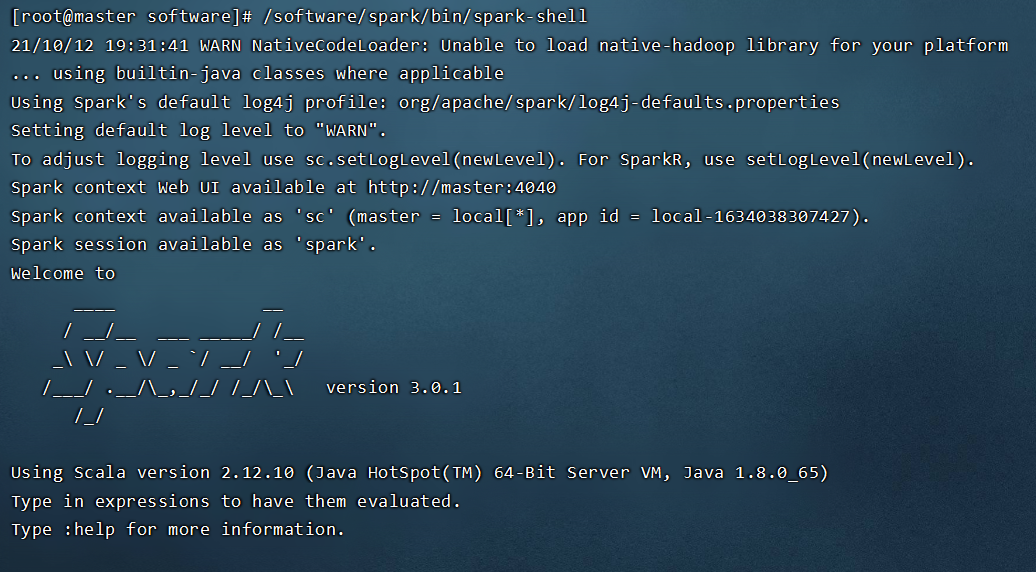 [root@master software]# /software/spark/bin/spark-shell
21/10/12 19:31:41 WARN NativeCodeLoader: Unable to load native-hadoop library for your platform
... using builtin-java classes where applicable
Using Spark's default log4j profile: org/apache/spark/log4j-defaults.properties
Setting default log level to "WARN".
To adjust logging level use sc.setLogLevel(newLevel). For SparkR, use setLogLevel(newLevel).
Spark context Web UI available at http://master:4040
Spark context available as 'sc' (master = local[*], app id = local-1634038307427).
Spark session available as 'spark'.
Welcome to
      ____              __
     / __/__  ___ _____/ /__
    _\ \/ _ \/ _ `/ __/  '_/
   /___/ .__/\_,_/_/ /_/\_\   version 3.0.1
      /_/
Using Scala version 2.12.10 (Java HotSpot(TM) 64-Bit Server VM, Java 1.8.0_65)
Type in expressions to have them evaluated.
Type :help for more information.